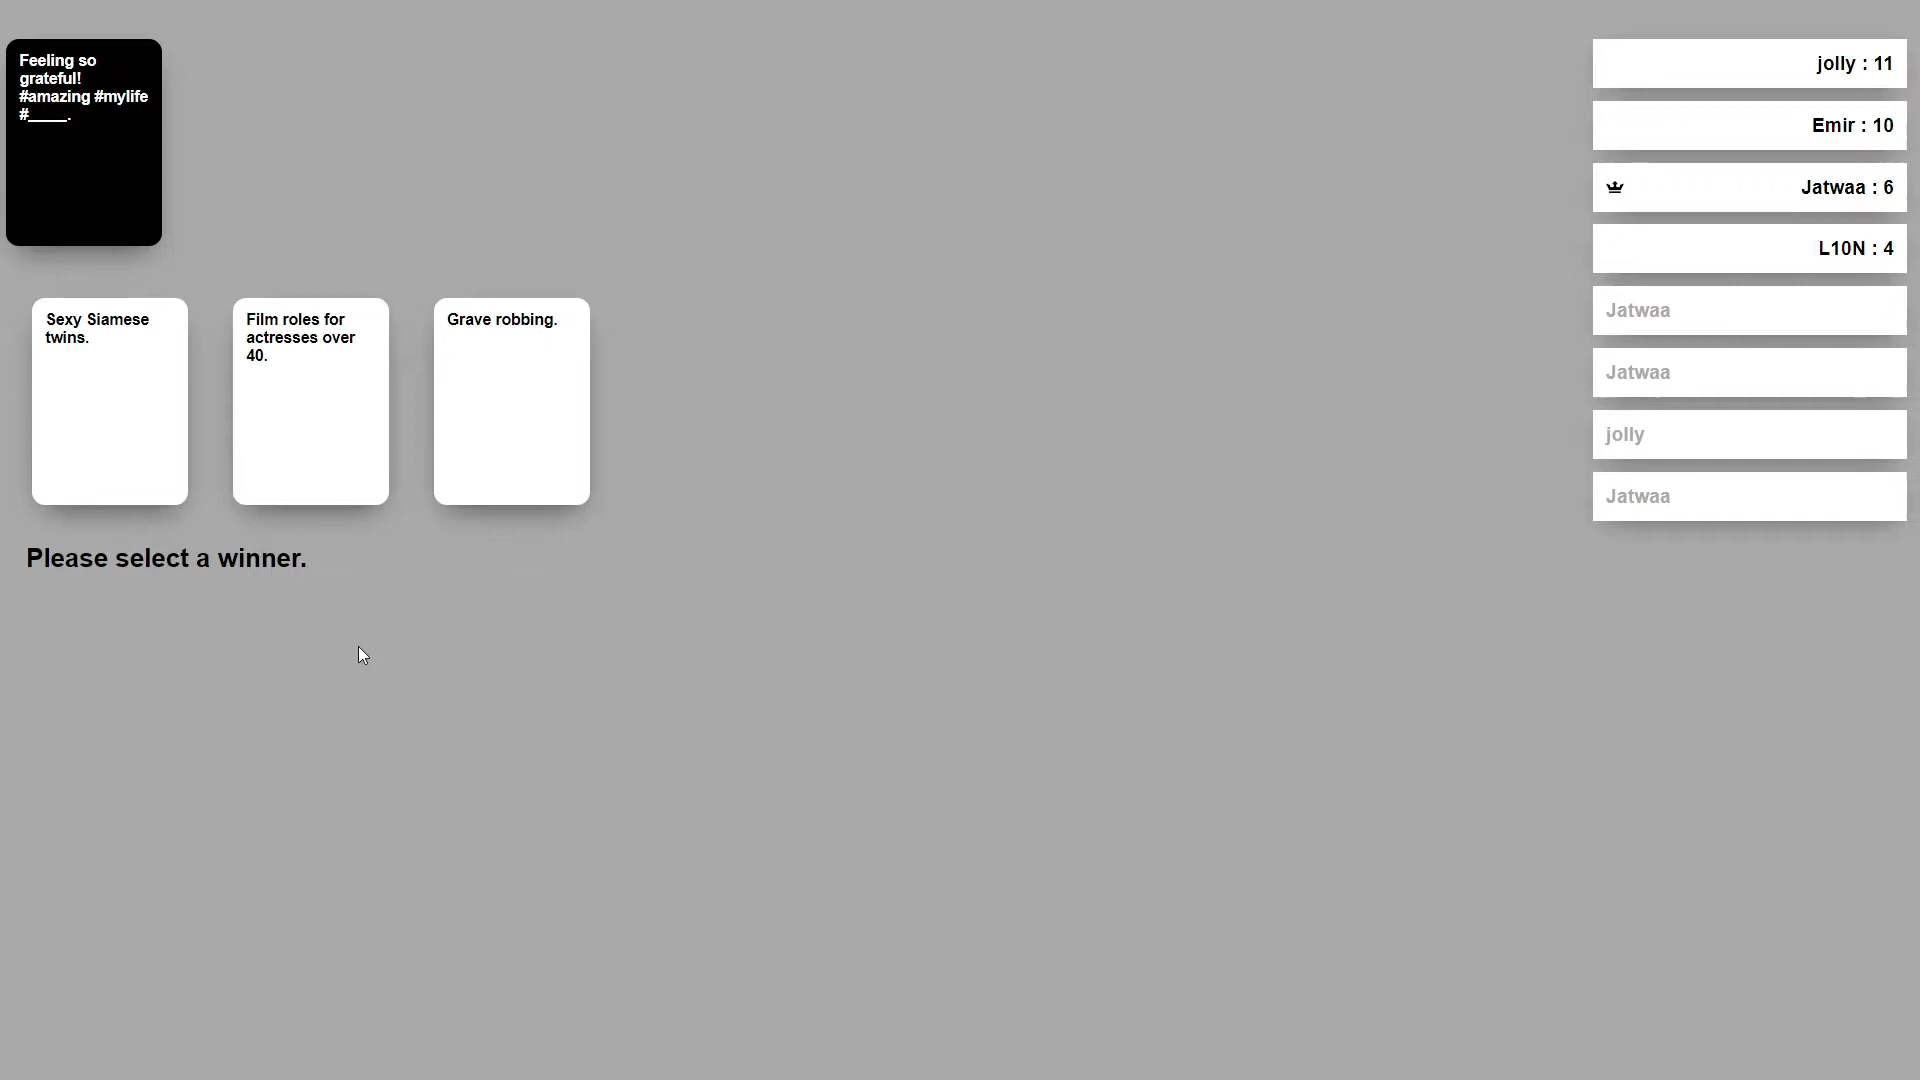 Feeling so
grateful!
#amazing #mylife
#_____.
Sexy Siamese
twins.
Film roles for
actresses over
40.
Grave robbing.
Please select a winner.
jolly : 11
Emir : 10
Jatwaa : 6
L10N : 4
Jatwaa
Jatwaa
jolly
Jatwaa